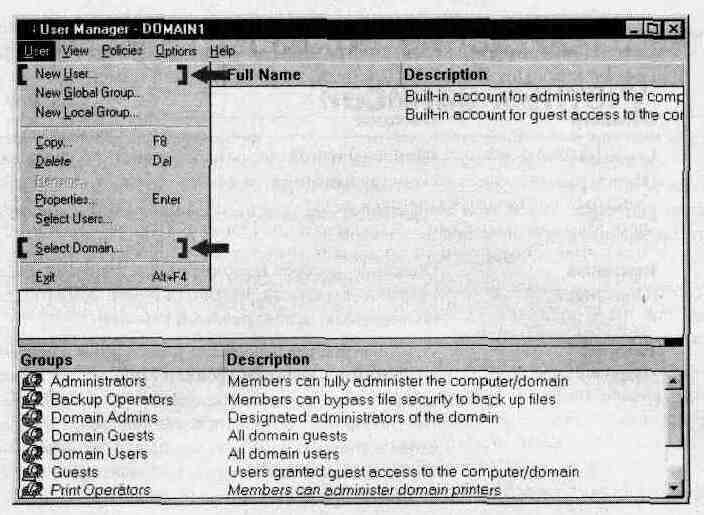 User Manager - DOMAIN1
User View Policies Options Help
New User...
New Global Group...
New Local Group...
Copy... F8
Delete Del
Rename...
Properties... Enter
Select Users...
Select Domain...
Exit Alt+F4
Full Name Description
Built-in account for administering the comp
Built-in account for guest access to the cor
Groups Description
Administrators Members can fully administer the computer/domain
Backup Operators Members can bypass file security to back up files
Domain Admins Designated administrators of the domain
Domain Guests All domain guests
Domain Users All domain users
Guests Users granted guest access to the computer/domain
Print Operators Members can administer domain printers